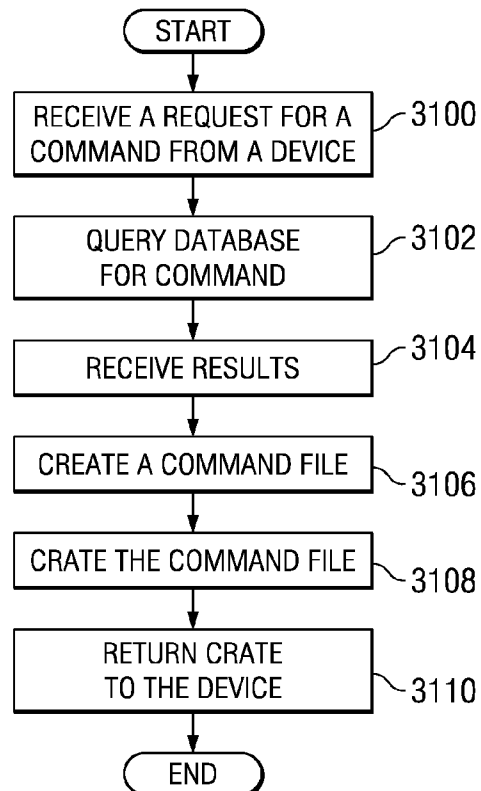 START
RECEIVE A REQUEST FOR A
COMMAND FROM A DEVICE
3100
QUERY DATABASE
FOR COMMAND
3102
RECEIVE RESULTS
3104
CREATE A COMMAND FILE
3106
CRATE THE COMMAND FILE
3108
RETURN CRATE
TO THE DEVICE
3110
END